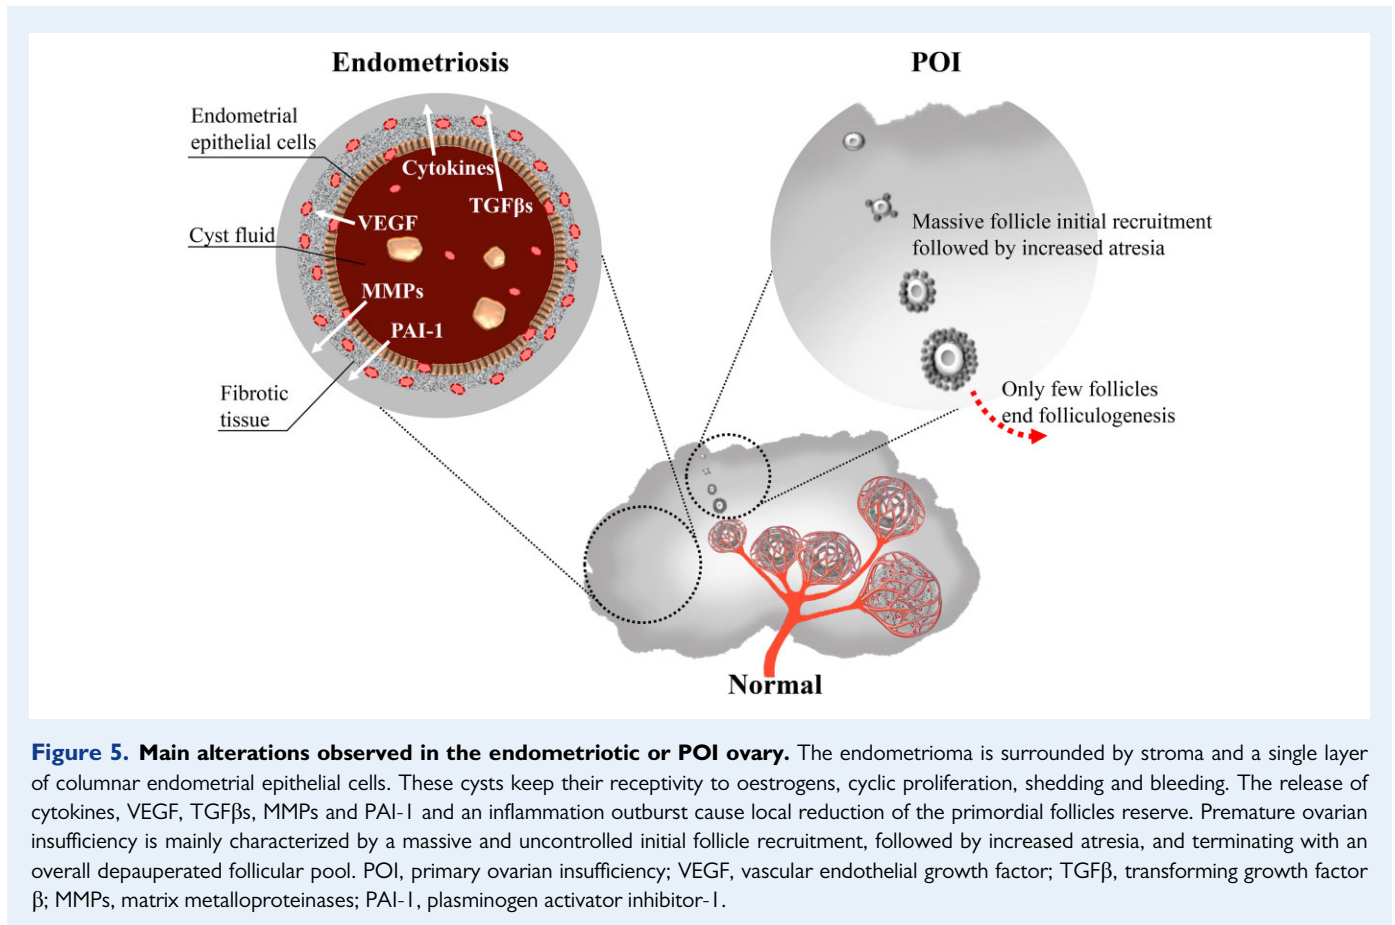 Endometriosis
POI
Endometrial
epithelial cells
Cytokines
TGFβs
VEGF
Cyst fluid
MMPs
PAI-1
Fibrotic
tissue
Massive follicle initial recruitment
followed by increased atresia
Only few follicles
end folliculogenesis
Normal
Figure 5. Main alterations observed in the endometriotic or POI ovary. The endometrioma is surrounded by stroma and a single layer
of columnar endometrial epithelial cells. These cysts keep their receptivity to oestrogens, cyclic proliferation, shedding and bleeding. The release of
cytokines, VEGF, TGFβs, MMPs and PAI-1 and an inflammation outburst cause local reduction of the primordial follicles reserve. Premature ovarian
insufficiency is mainly characterized by a massive and uncontrolled initial follicle recruitment, followed by increased atresia, and terminating with an
overall depauperated follicular pool. POI, primary ovarian insufficiency; VEGF, vascular endothelial growth factor; TGFβ, transforming growth factor
β; MMPs, matrix metalloproteinases; PAI-1, plasminogen activator inhibitor-1.